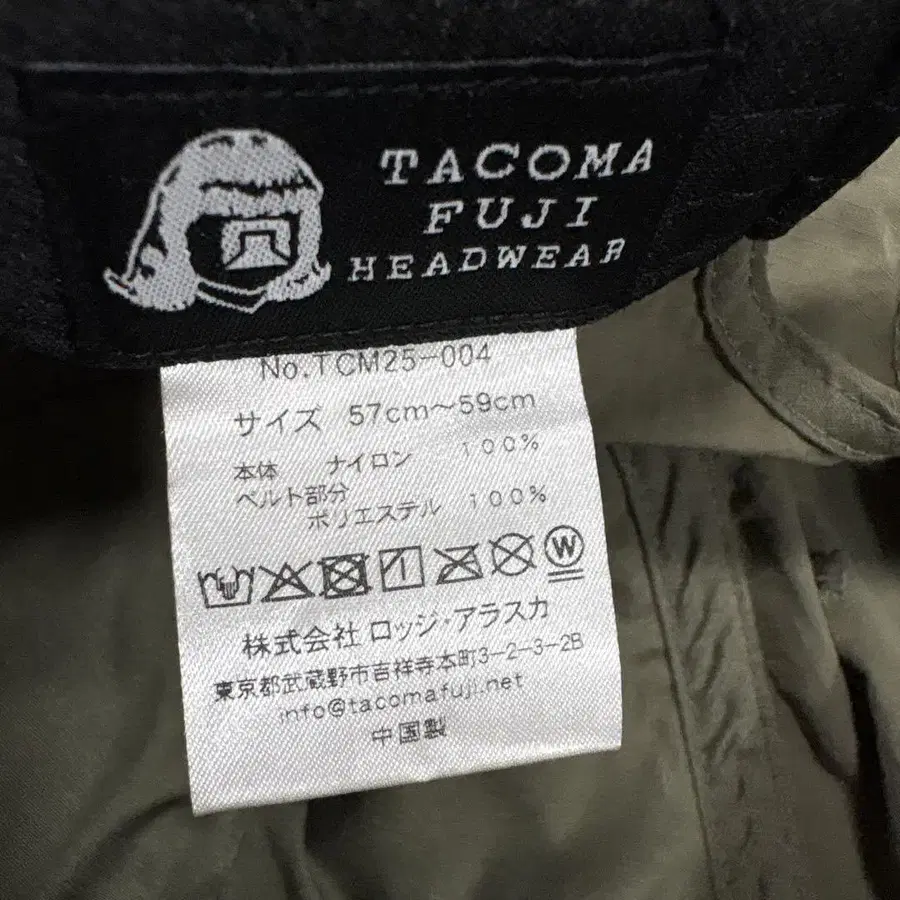 TACOMA
FUJI
HEADWEAR
No.TCM25-004
サイズ 57cm～59cm
本体 ナイロン 100%
ベルト部分
ポリエステル 100%
W
株式会社 ロッジ・アラスカ
東京都武蔵野市吉祥寺本町3-2-3-2B
info@tacomafuji.net
中国製